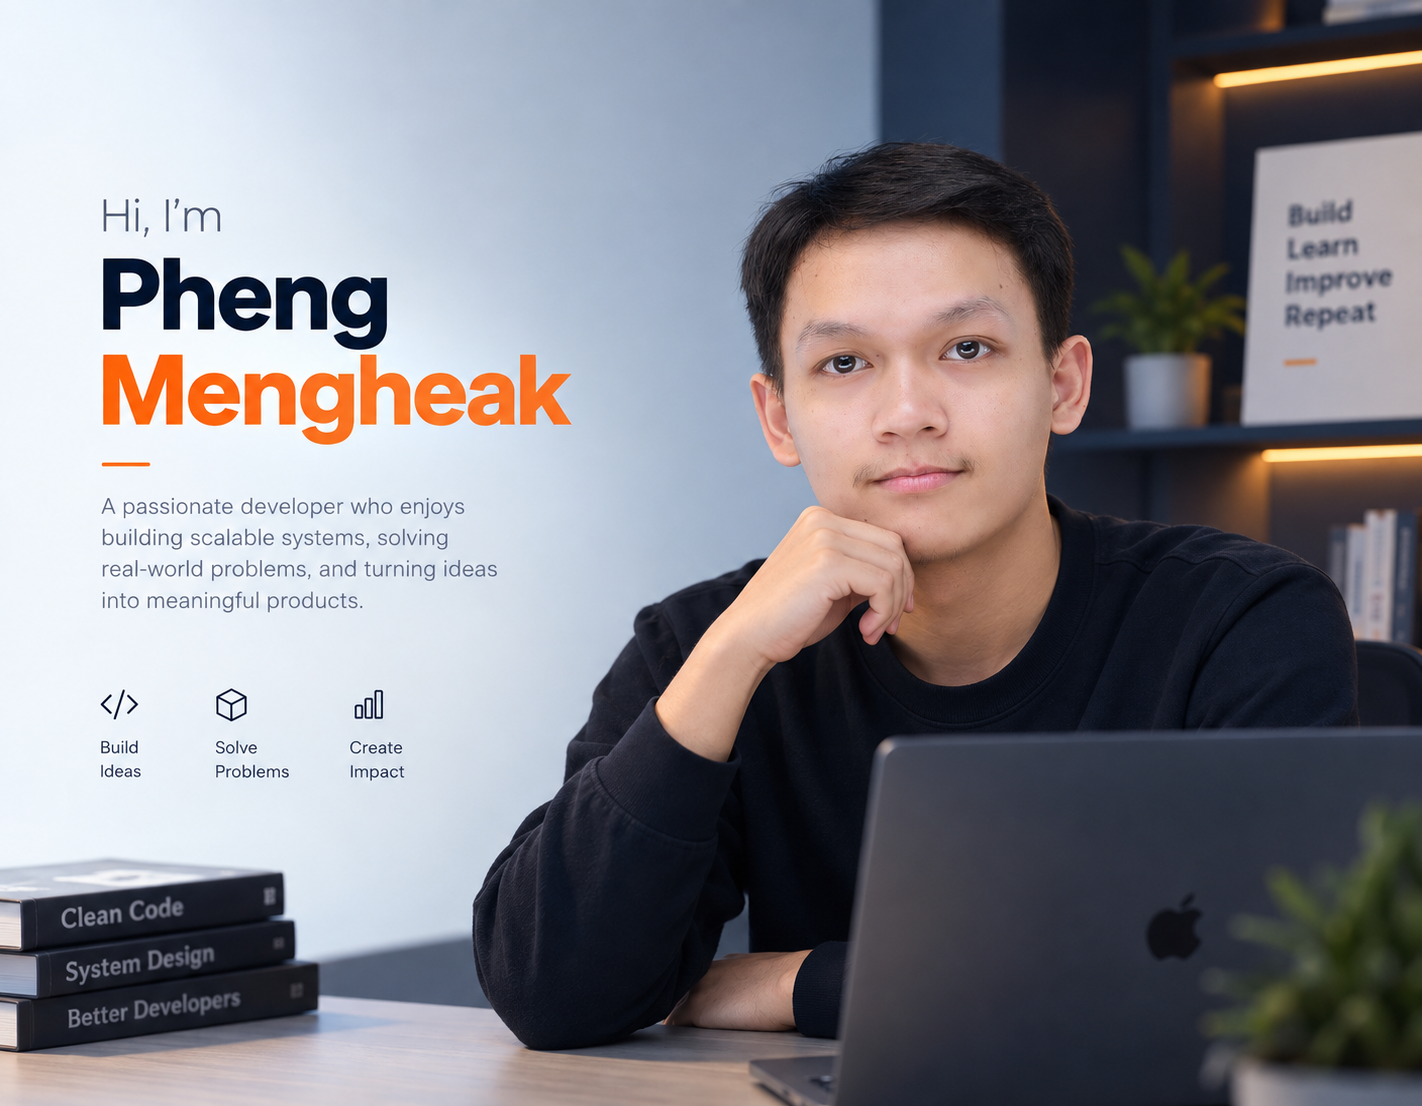 Hi, I'm
Pheng
Mengheak
A passionate developer who enjoys
building scalable systems, solving
real-world problems, and turning ideas
into meaningful products.
Build
Ideas
Solve
Problems
Create
Impact
Clean Code
System Design
Better Developers
Build
Learn
Improve
Repeat